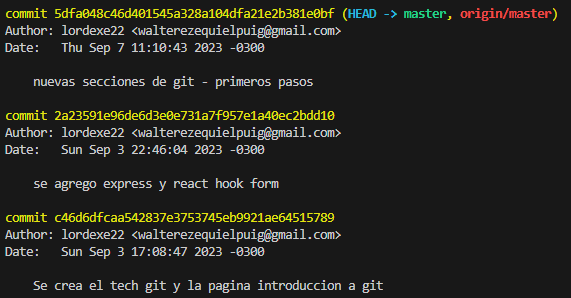 commit 5dfa048c46d401545a328a104dfa21e2b381e0bf (HEAD -> master, origin/master)
Author: lordexe22 <walterezequielpuig@gmail.com>
Date:   Thu Sep 7 11:10:43 2023 -0300
nuevas secciones de git - primeros pasos
commit 2a23591e96de6d3e0e731a7f957e1a40ec2bdd10
Author: lordexe22 <walterezequielpuig@gmail.com>
Date:   Sun Sep 3 22:46:04 2023 -0300
se agrego express y react hook form
commit c46d6dfcaa542837e3753745eb9921ae64515789
Author: lordexe22 <walterezequielpuig@gmail.com>
Date:   Sun Sep 3 17:08:47 2023 -0300
Se crea el tech git y la pagina introduccion a git